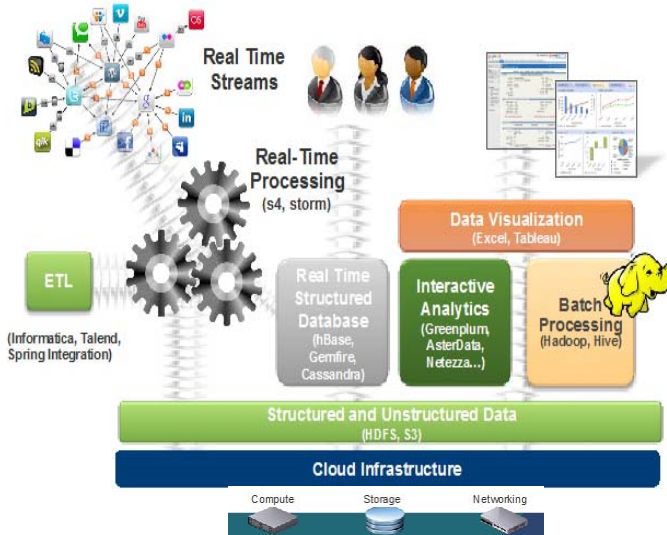 Real Time
Streams
Real-Time
Processing
(s4, storm)
Data Visualization
(Excel, Tableau)
ETL
(Informatica, Talend,
Spring Integration)
Real Time
Structured
Database
(hBase,
Gemfire,
Cassandra)
Interactive
Analytics
(Greenplum,
AsterData,
Netezza...)
Batch
Processing
(Hadoop, Hive)
Structured and Unstructured Data
(HDFS, S3)
Cloud Infrastructure
Compute
Storage
Networking